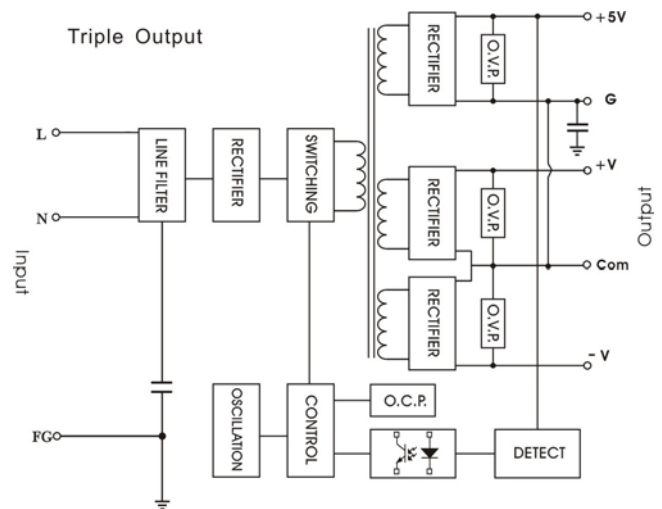 Triple Output
L
N
FG
Input
LINE FILTER
RECTIFIER
SWITCHING
RECTIFIER
RECTIFIER
RECTIFIER
O.V.P.
O.V.P.
O.V.P.
+5V
G
+V
Com
- V
Output
OSCILLATION
CONTROL
O.C.P.
DETECT